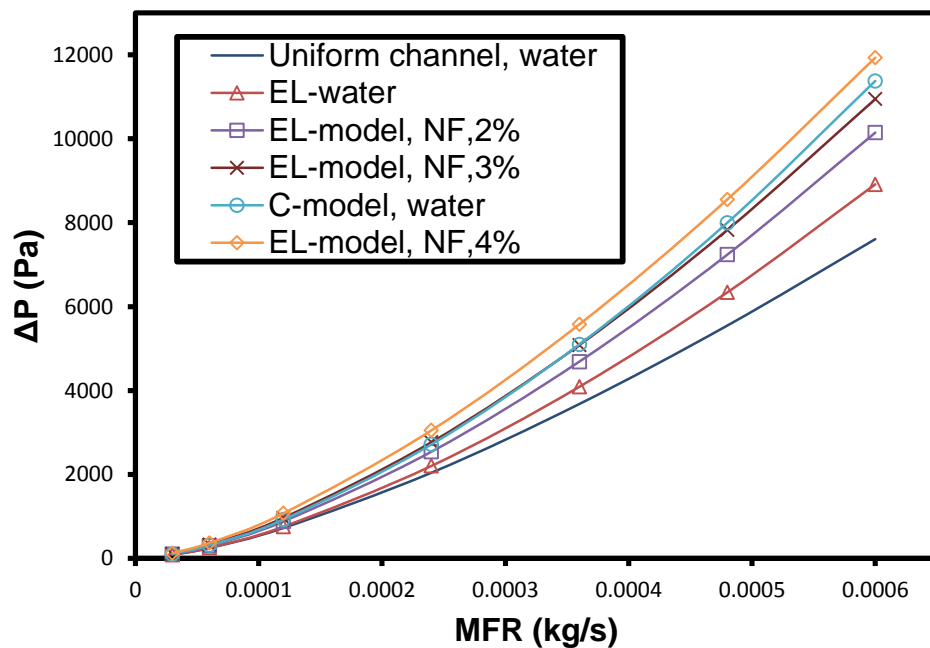 12000
10000
8000
6000
4000
2000
0
ΔP (Pa)
Uniform channel, water
EL-water
EL-model, NF,2%
EL-model, NF,3%
C-model, water
EL-model, NF,4%
0 0.0001 0.0002 0.0003 0.0004 0.0005 0.0006
MFR (kg/s)